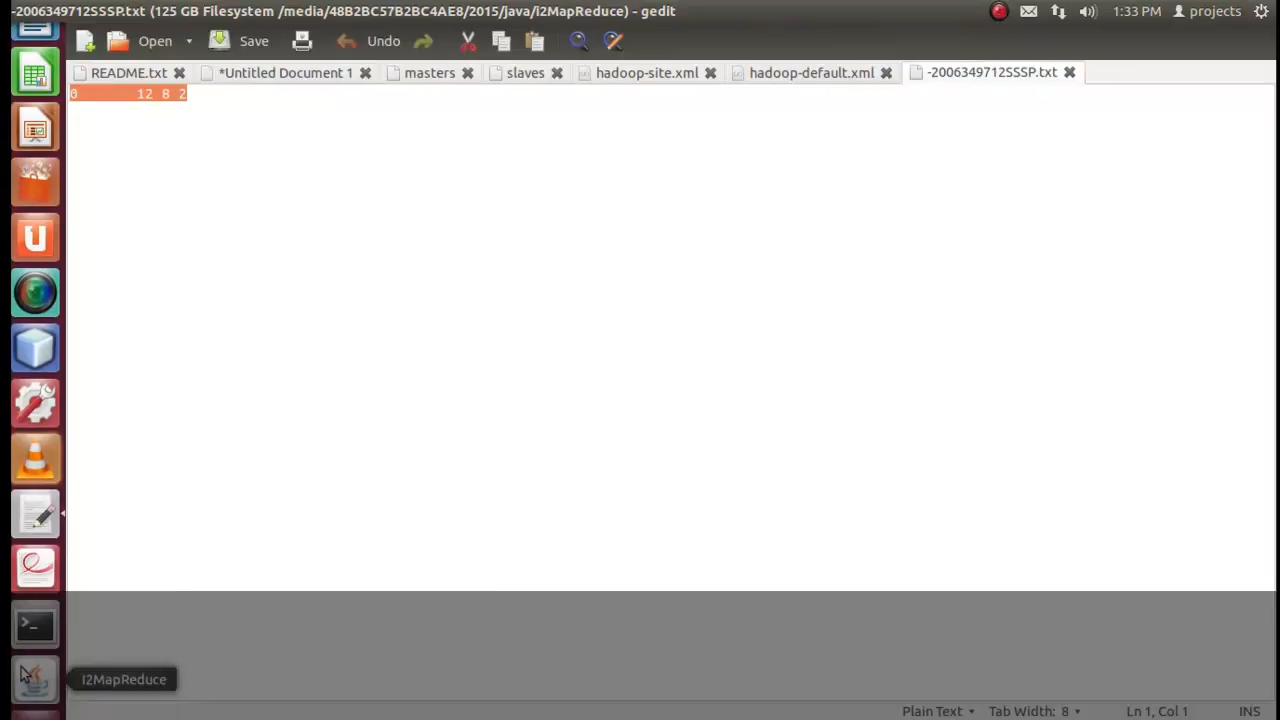 -2006349712SSSP.txt (125 GB Filesystem /media/48B2BC57B2BC4AE8/2015/java/i2MapReduce) - gedit
1:33 PM projects
Open Save Undo
README.txt *Untitled Document 1 masters slaves hadoop-site.xml hadoop-default.xml -2006349712SSSP.txt
0 12 8 2
I2MapReduce
Plain Text Tab Width: 8 Ln 1, Col 1 INS